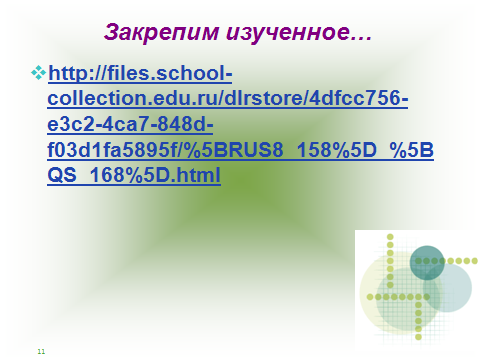 Закрепим изученное…
http://files.school-
collection.edu.ru/dlrstore/4dfcc756-
e3c2-4ca7-848d-
f03d1fa5895f/%5BRUS8_158%5D_%5B
QS_168%5D.html
11